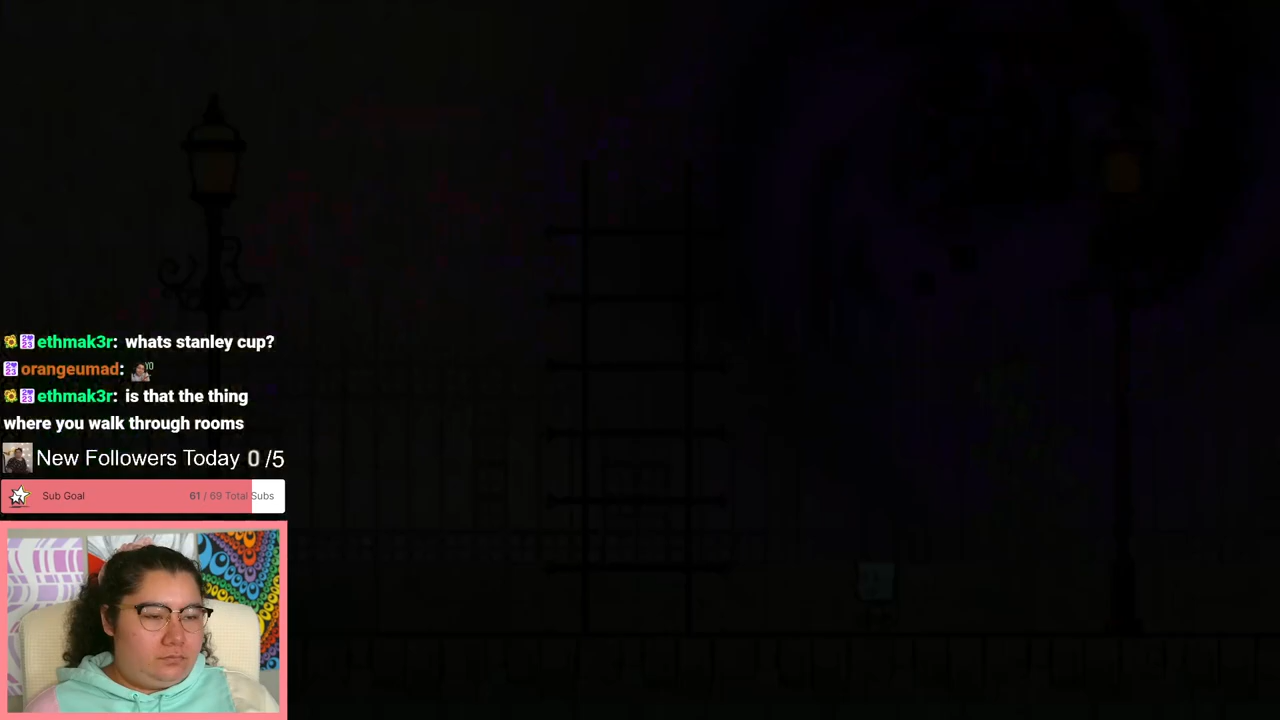 ethmak3r: whats stanley cup?
orangeumad: YO
ethmak3r: is that the thing
where you walk through rooms
New Followers Today 0 /5
Sub Goal 61 / 69 Total Subs